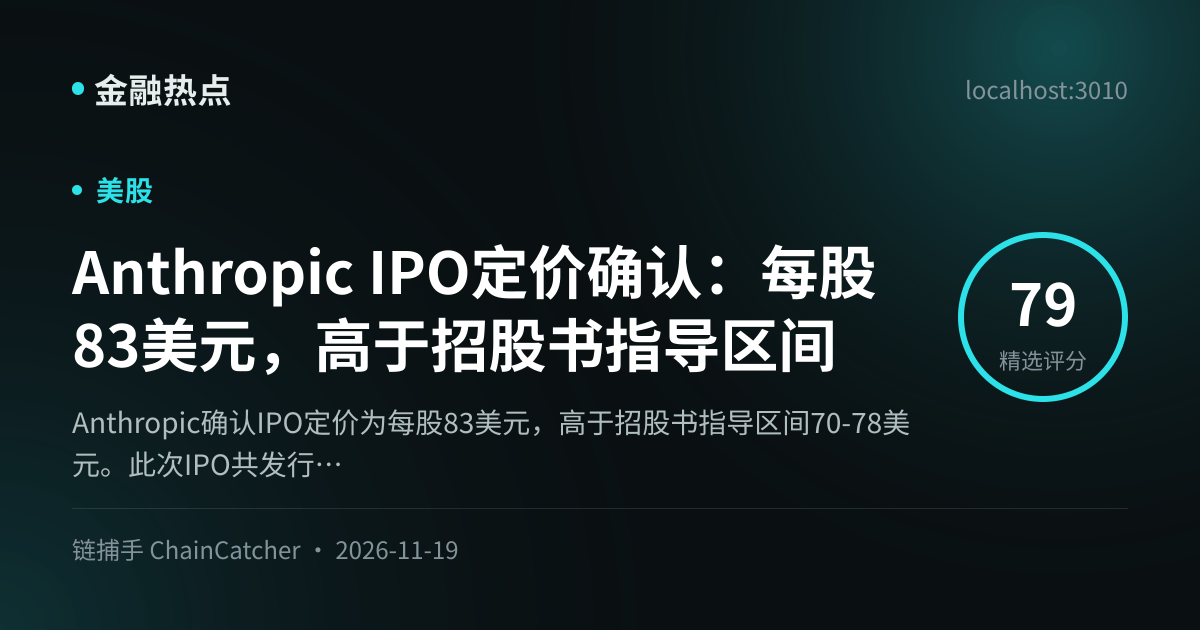 金融热点
localhost:3010
美股
Anthropic IPO定价确认：每股
83美元，高于招股书指导区间
79
精选评分
Anthropic确认IPO定价为每股83美元，高于招股书指导区间70-78美
元。此次IPO共发行…
链捕手 ChainCatcher · 2026-11-19